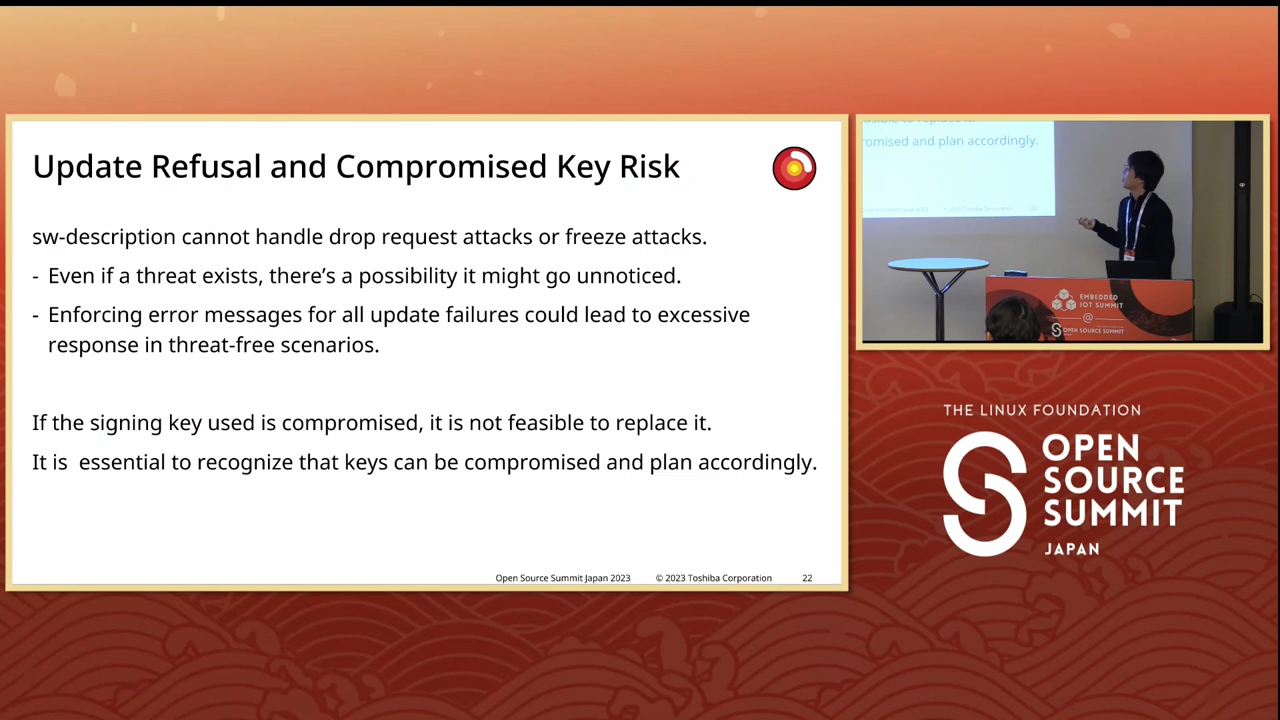 Update Refusal and Compromised Key Risk
sw-description cannot handle drop request attacks or freeze attacks.
- Even if a threat exists, there’s a possibility it might go unnoticed.
- Enforcing error messages for all update failures could lead to excessive
response in threat-free scenarios.
If the signing key used is compromised, it is not feasible to replace it.
It is  essential to recognize that keys can be compromised and plan accordingly.
Open Source Summit Japan 2023
© 2023 Toshiba Corporation
22
omised and plan accordingly.
EMBEDDED
IOT SUMMIT
@
OPEN SOURCE SUMMIT
THE LINUX FOUNDATION
OPEN
SOURCE
SUMMIT
JAPAN